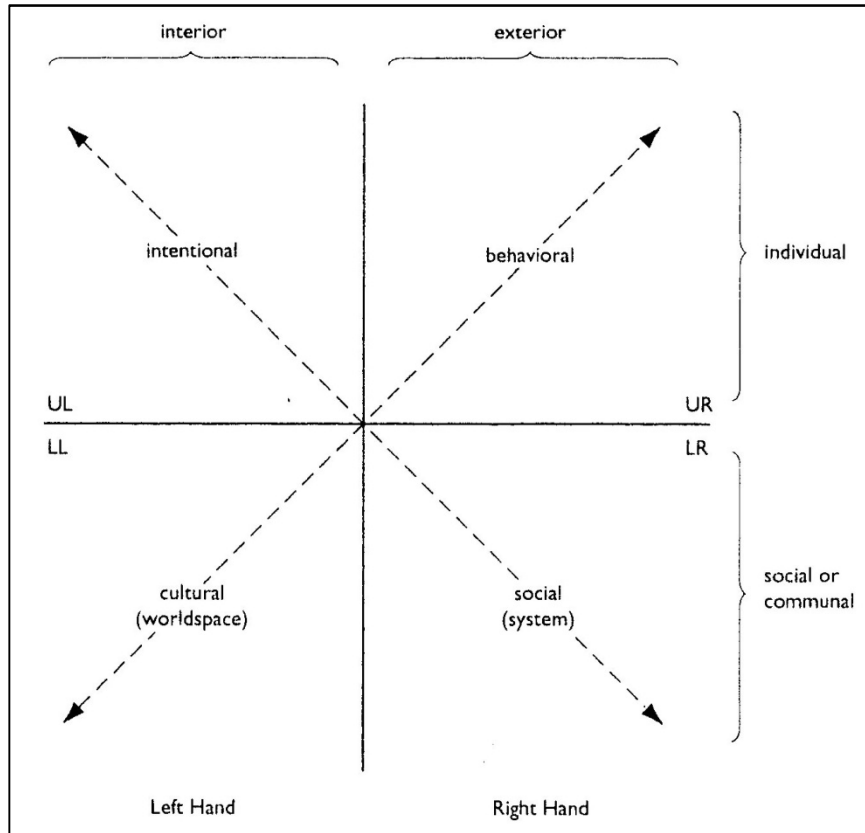 interior
exterior
intentional
behavioral
individual
UL
UR
LL
LR
cultural
(worldspace)
social
(system)
social or
communal
Left Hand
Right Hand